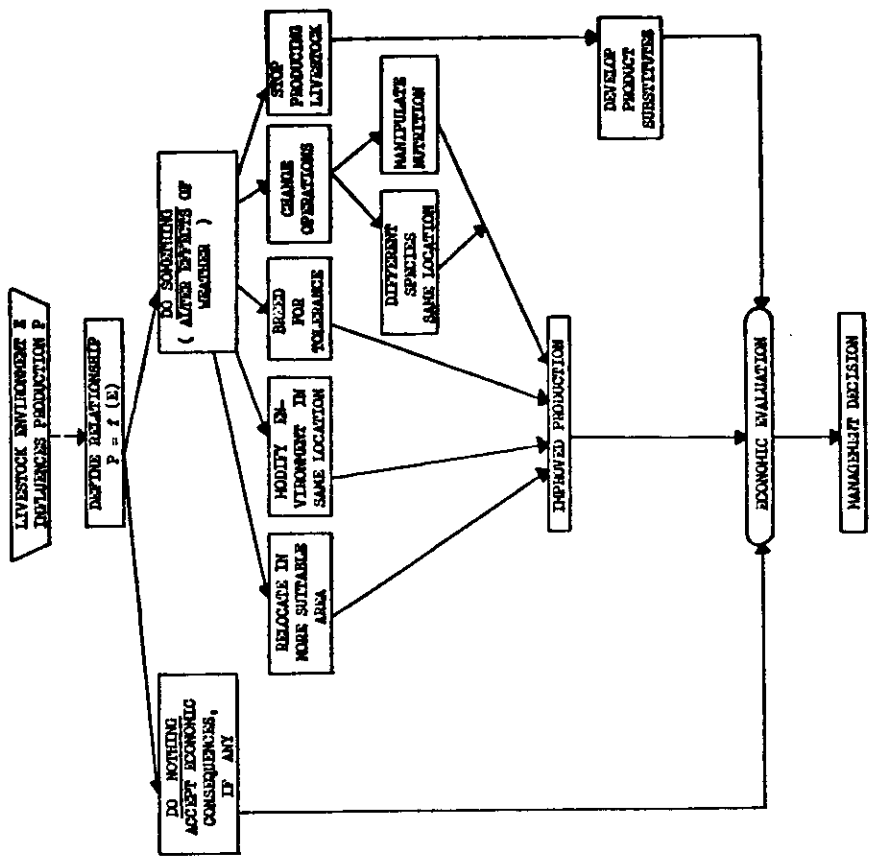 LIVESTOCK ENVIRONMENT E
INFLUENCES PRODUCTION P
DEFINE RELATIONSHIP
P = f (E)
DO NOTHING
ACCEPT ECONOMIC
CONSEQUENCES,
IF ANY
DO SOMETHING
( ALTER EFFECTS OF
WEATHER )
RELOCATE IN
MORE SUITABLE
AREA
MODIFY EN-
VIRONMENT IN
SAME LOCATION
BREED
FOR
TOLERANCE
CHANGE
OPERATIONS
STOP
PRODUCING
LIVESTOCK
DIFFERENT
SPECIES
SAME LOCATION
MANIPULATE
NUTRITION
IMPROVED PRODUCTION
DEVELOP
PRODUCT
SUBSTITUTES
ECONOMIC EVALUATION
MANAGEMENT DECISION